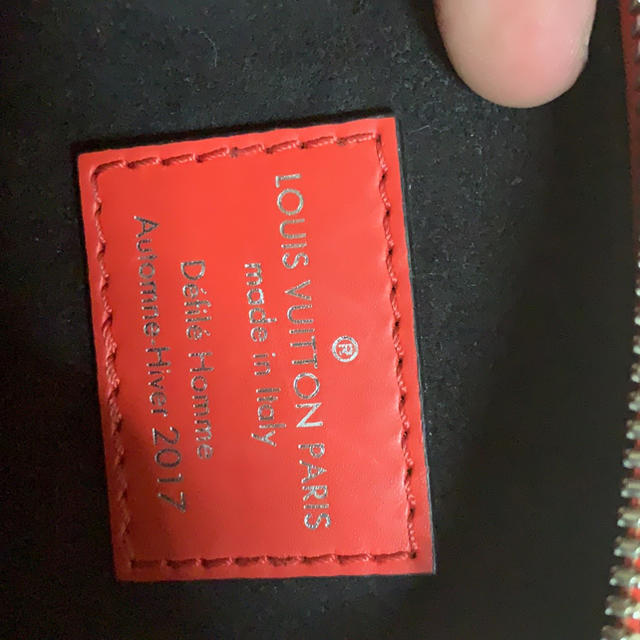 ®
LOUIS VUITTON PARIS
made in Italy
Défilé Homme
Automne-Hiver 2017